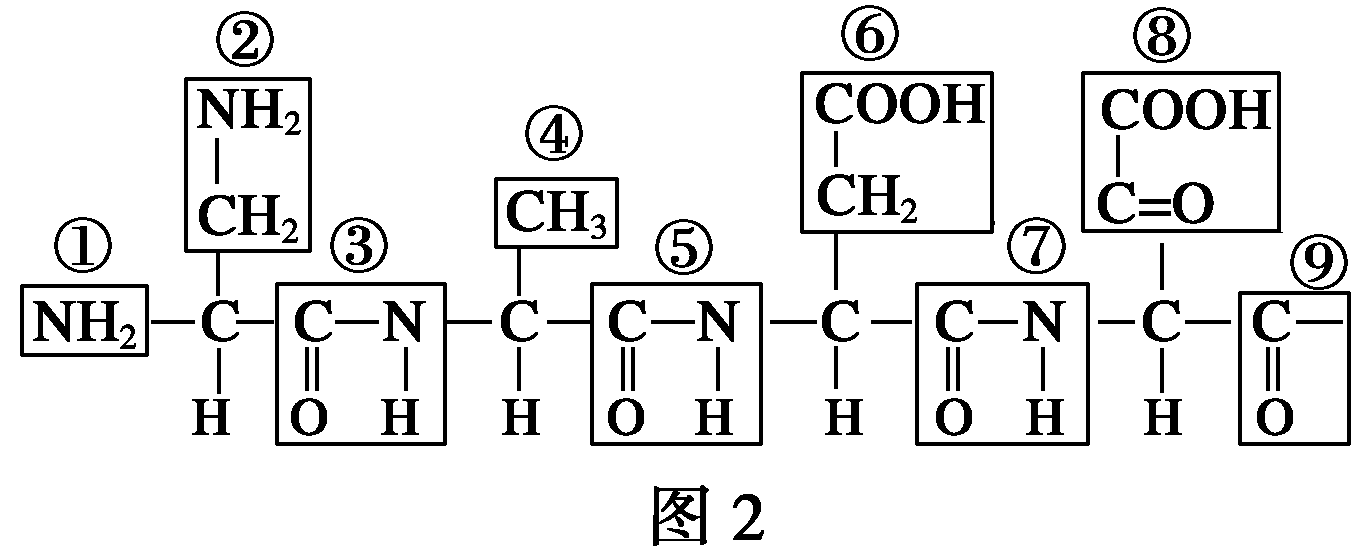 ② ⑥ ⑧
NH₂ COOH COOH
④
CH₂ CH₃ CH₂ C=O
① ③ ⑤ ⑦ ⑨
NH₂—C—C—N—C—C—N—C—C—N—C—C—
H O H H O H H O H H O
图 2